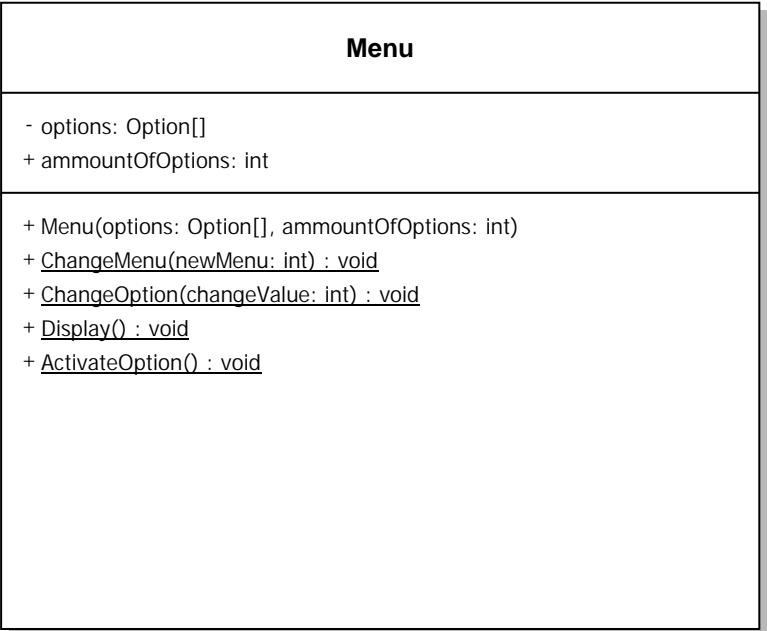 Menu
- options: Option[]
+ ammountOfOptions: int
+ Menu(options: Option[], ammountOfOptions: int)
+ ChangeMenu(newMenu: int) : void
+ ChangeOption(changeValue: int) : void
+ Display() : void
+ ActivateOption() : void